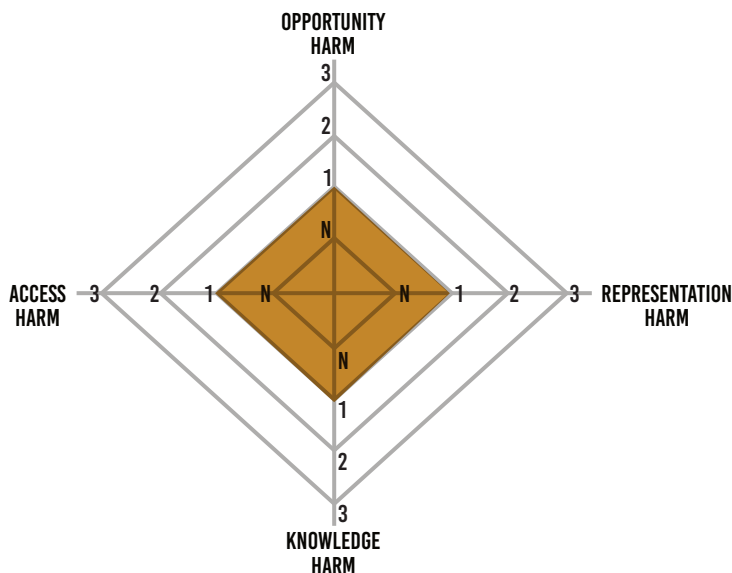 OPPORTUNITY
HARM
3
2
1
N
ACCESS
HARM
3 2 1 N N 1 2 3
REPRESENTATION
HARM
N
1
2
3
KNOWLEDGE
HARM